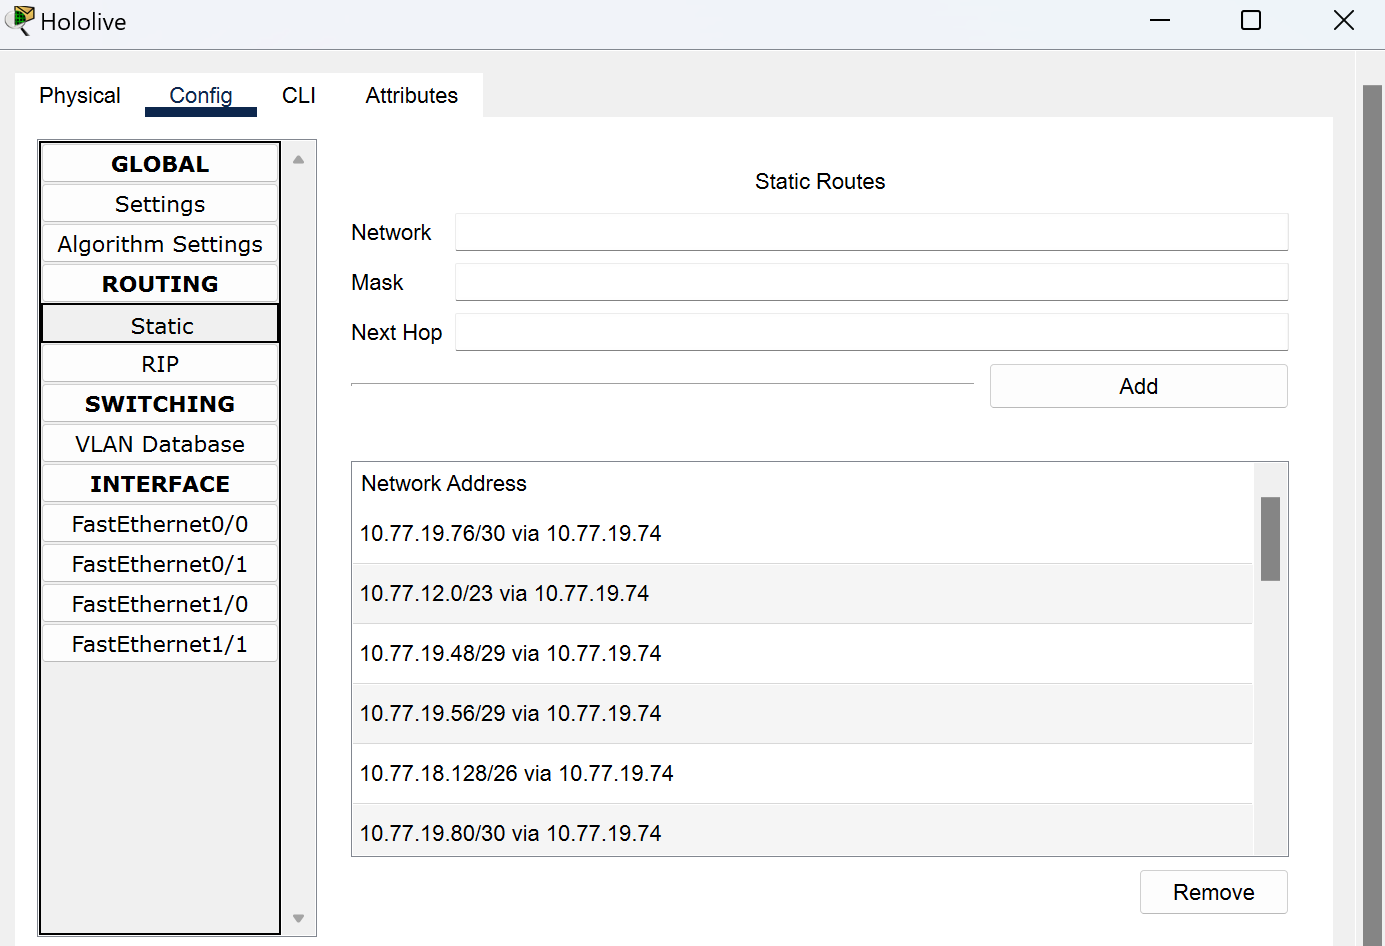 Hololive
Physical Config CLI Attributes
GLOBAL
Settings
Algorithm Settings
ROUTING
Static
RIP
SWITCHING
VLAN Database
INTERFACE
FastEthernet0/0
FastEthernet0/1
FastEthernet1/0
FastEthernet1/1
Static Routes
Network
Mask
Next Hop
Add
Network Address
10.77.19.76/30 via 10.77.19.74
10.77.12.0/23 via 10.77.19.74
10.77.19.48/29 via 10.77.19.74
10.77.19.56/29 via 10.77.19.74
10.77.18.128/26 via 10.77.19.74
10.77.19.80/30 via 10.77.19.74
Remove